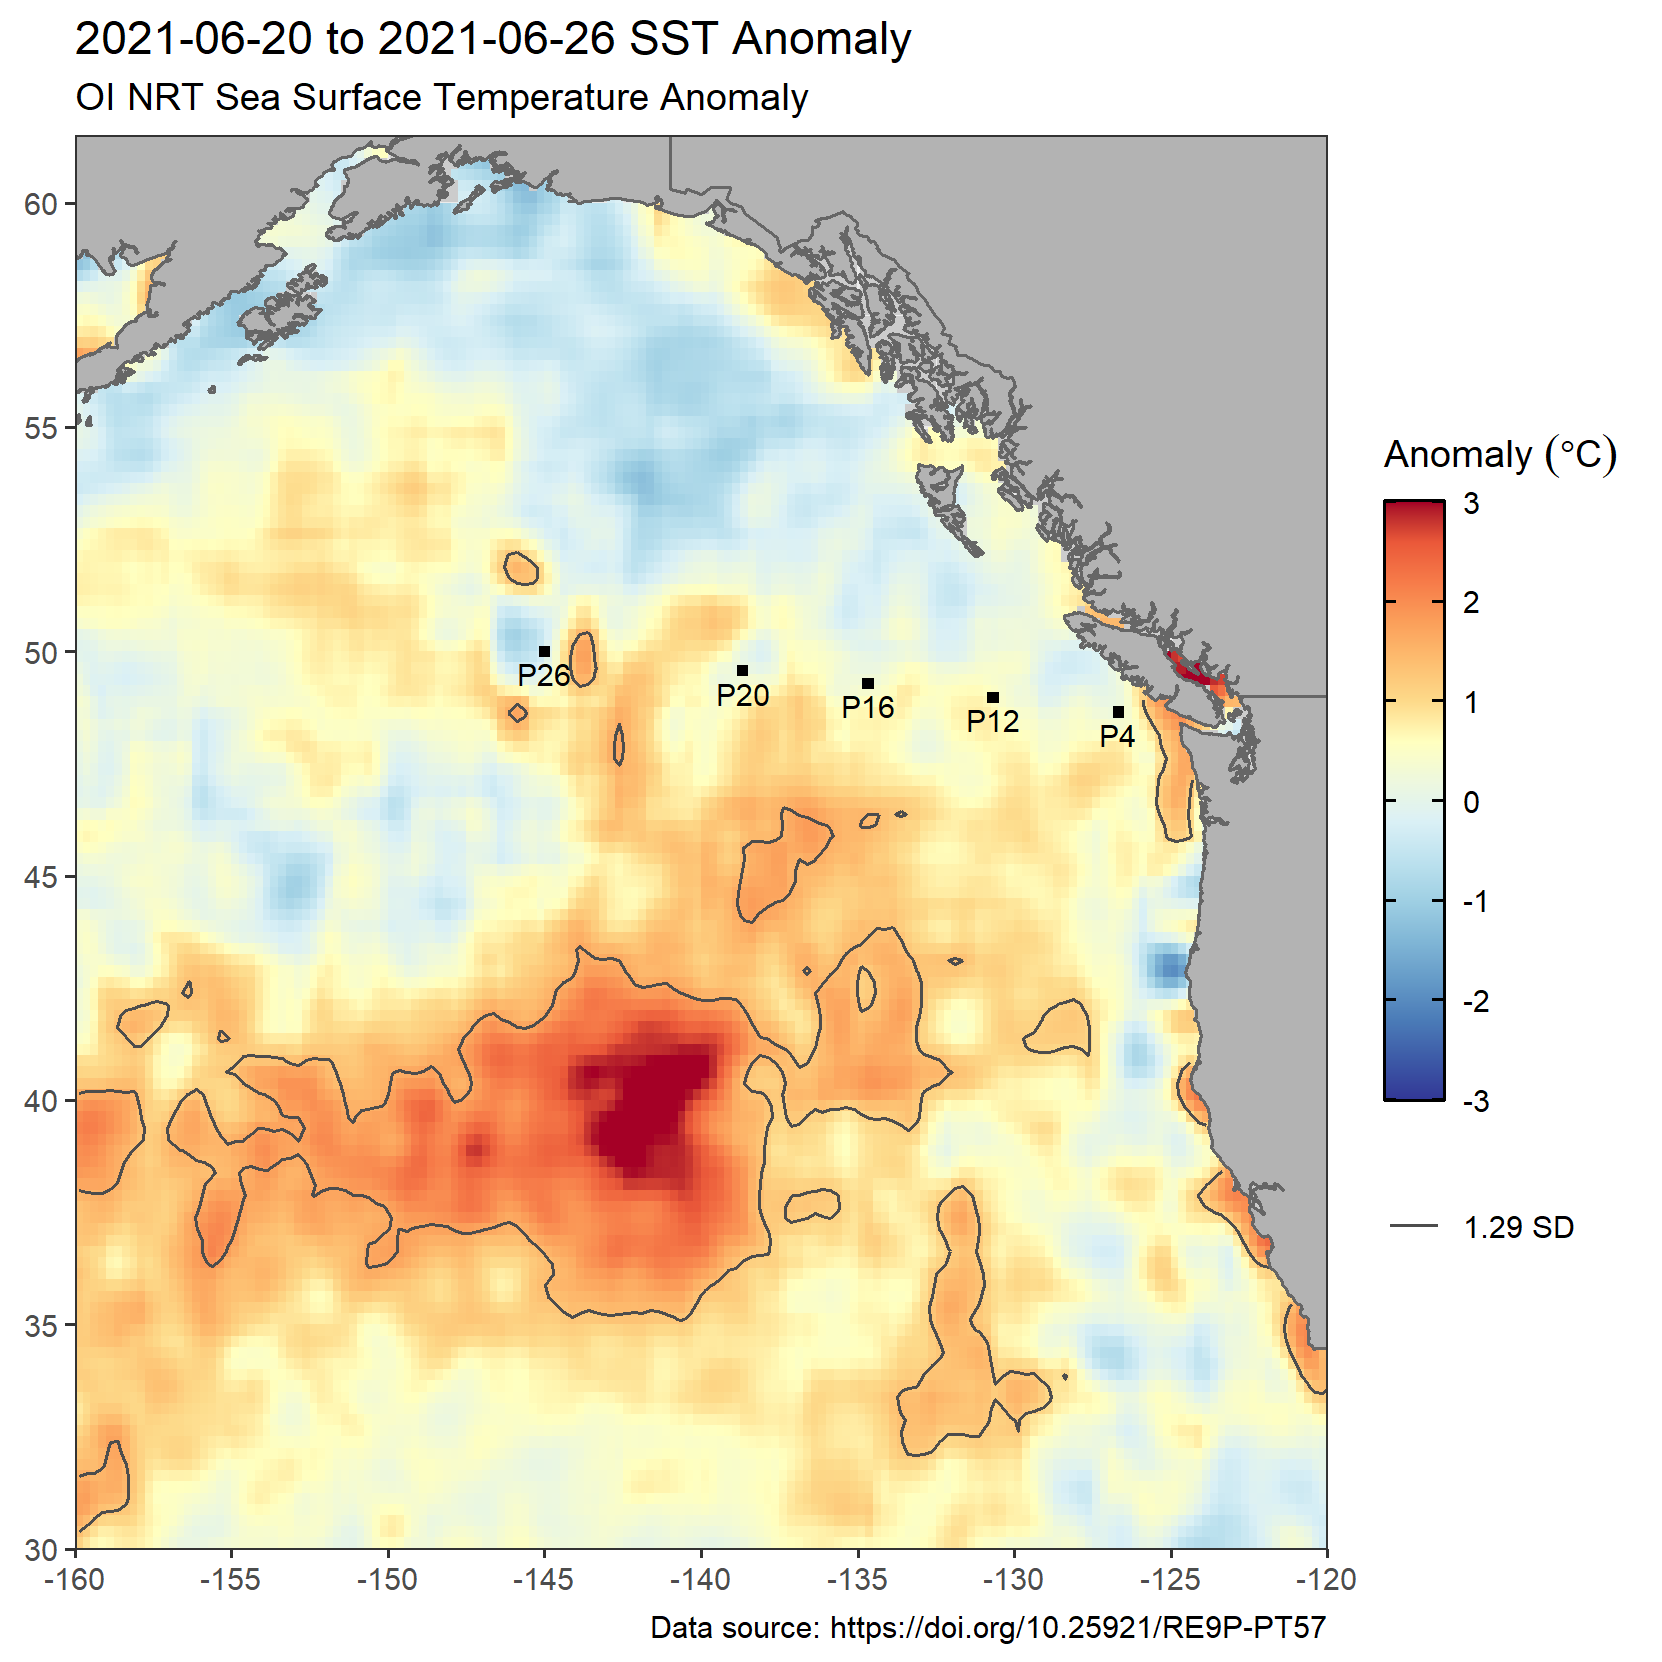 2021-06-20 to 2021-06-26 SST Anomaly
OI NRT Sea Surface Temperature Anomaly
60
55
50
45
40
35
30
-160
-155
-150
-145
-140
-135
-130
-125
-120
P26
P20
P16
P12
P4
Anomaly (°C)
3
2
1
0
-1
-2
-3
1.29 SD
Data source: https://doi.org/10.25921/RE9P-PT57